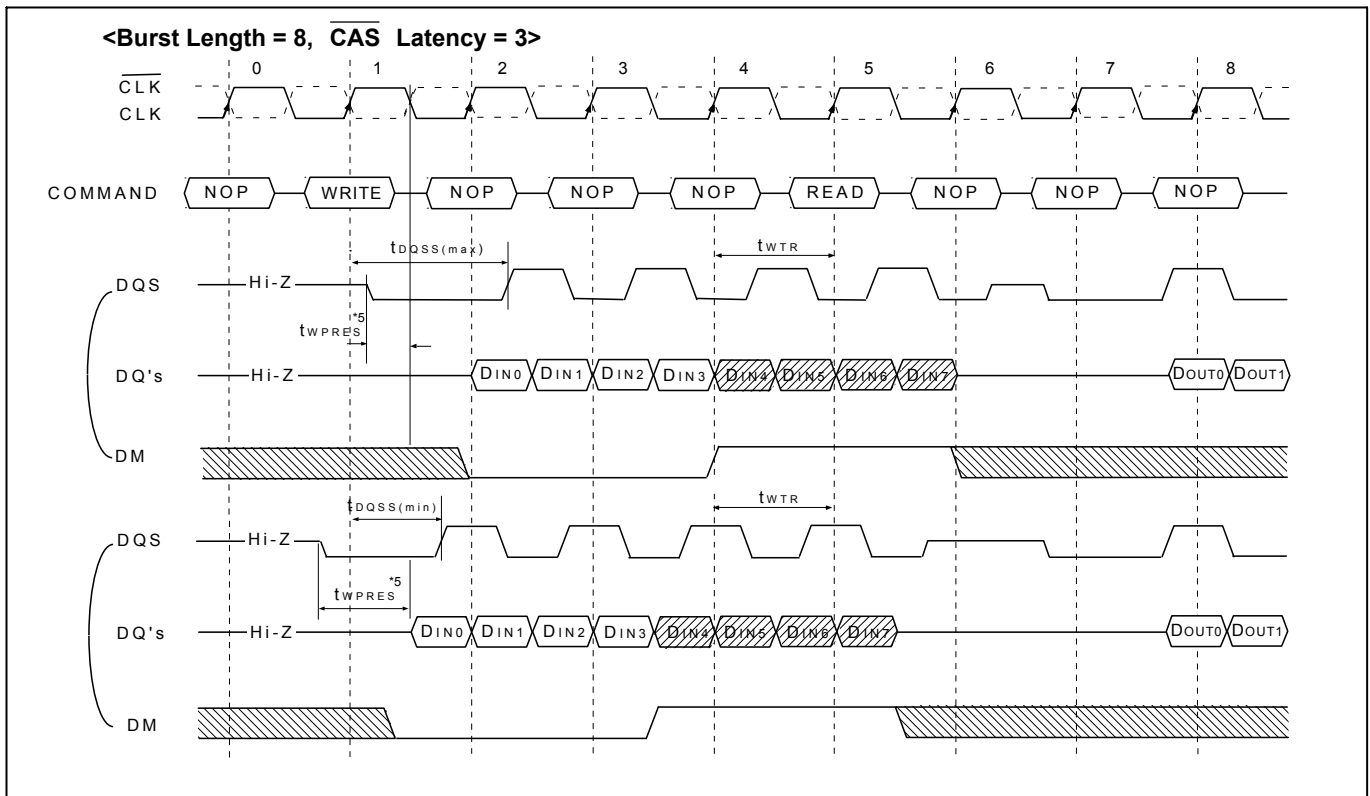 <Burst Length = 8, CAS Latency = 3>
0 1 2 3 4 5 6 7 8
CLK
CLK
COMMAND NOP WRITE NOP NOP NOP READ NOP NOP NOP
tDQSS(max) tWTR
DQS Hi-Z
tWPRES*5
DQ's Hi-Z DIN0 DIN1 DIN2 DIN3 DIN4 DIN5 DIN6 DIN7 DOUT0 DOUT1
DM
tDQSS(min) tWTR
DQS Hi-Z
tWPRES*5
DQ's Hi-Z DIN0 DIN1 DIN2 DIN3 DIN4 DIN5 DIN6 DIN7 DOUT0 DOUT1
DM